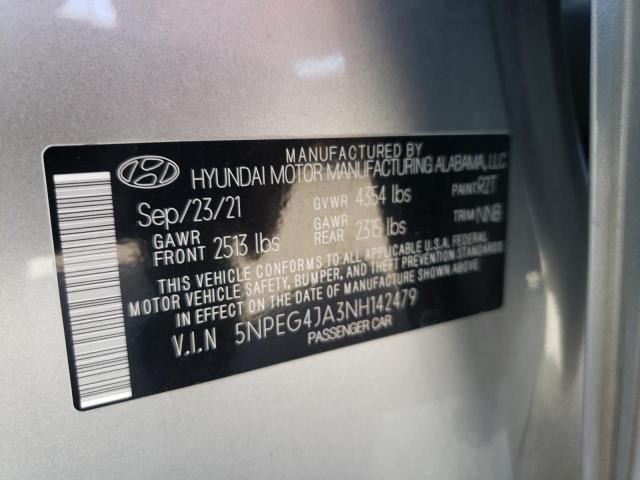 MANUFACTURED BY
HYUNDAI MOTOR MANUFACTURING ALABAMA, LLC
Sep/23/21 GVWR 4354 lbs PAINT R2T
GAWR FRONT 2513 lbs GAWR REAR 2315 lbs TRIM NNB
THIS VEHICLE CONFORMS TO ALL APPLICABLE U.S.A. FEDERAL
MOTOR VEHICLE SAFETY, BUMPER, AND THEFT PREVENTION STANDARDS
IN EFFECT ON THE DATE OF MANUFACTURE SHOWN ABOVE.
V.I.N 5NPEG4JA3NH142479
PASSENGER CAR